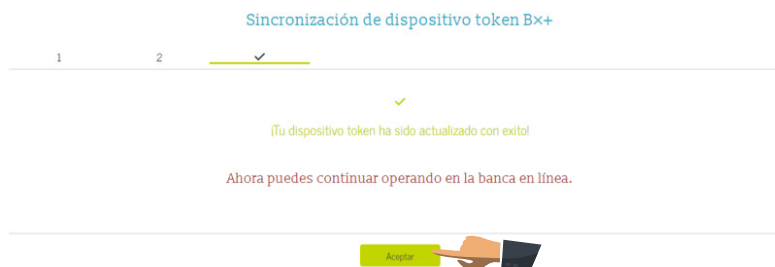 Sincronización de dispositivo token B×+
1 2
¡Tu dispositivo token ha sido actualizado con exito!
Ahora puedes continuar operando en la banca en línea.
Aceptar